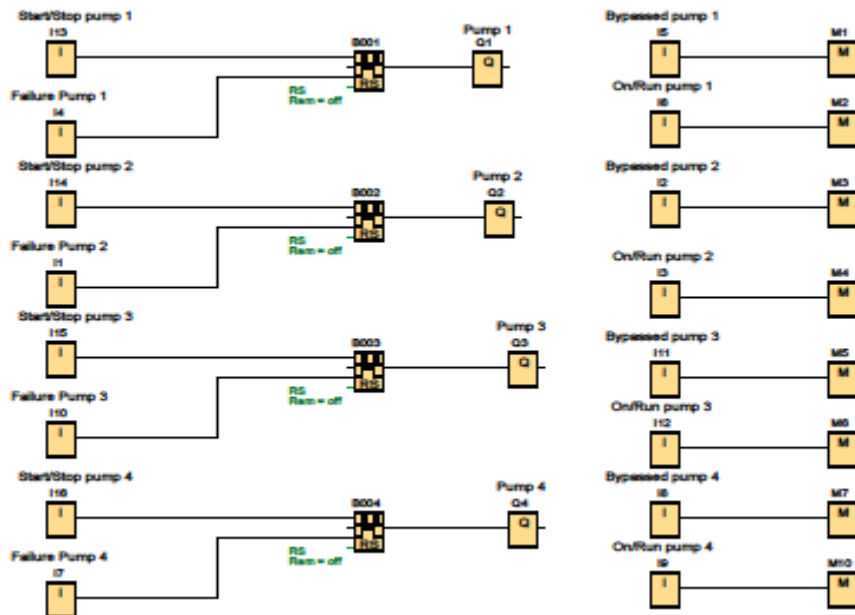 Start/Stop pump 1
I13
I
B001
RS
RS
Rem = off
Pump 1
Q1
Q
Failure Pump 1
I4
I
Start/Stop pump 2
I14
I
B002
RS
RS
Rem = off
Pump 2
Q2
Q
Failure Pump 2
I1
I
Start/Stop pump 3
I15
I
B003
RS
RS
Rem = off
Pump 3
Q3
Q
Failure Pump 3
I10
I
Start/Stop pump 4
I16
I
B004
RS
RS
Rem = off
Pump 4
Q4
Q
Failure Pump 4
I7
I
Bypassed pump 1
I5
I
M1
M
On/Run pump 1
I6
I
M2
M
Bypassed pump 2
I2
I
M3
M
On/Run pump 2
I3
I
M4
M
Bypassed pump 3
I11
I
M5
M
On/Run pump 3
I12
I
M6
M
Bypassed pump 4
I8
I
M7
M
On/Run pump 4
I9
I
M10
M